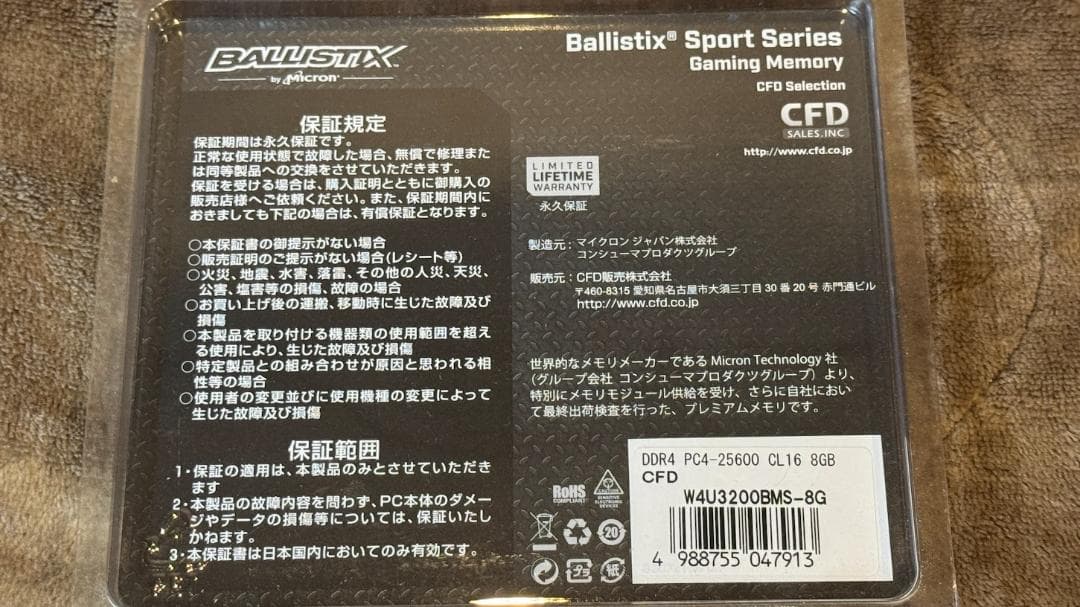 BALLISTIX
by Micron
Ballistix® Sport Series
Gaming Memory
CFD Selection
CFD
SALES.INC
http://www.cfd.co.jp
保証規定
保証期間は永久保証です。
正常な使用状態で故障した場合、無償で修理また
は同等製品への交換をさせていただきます。
保証を受ける場合は、購入証明とともに御購入の
販売店様へご依頼ください。また、保証期間内に
おきましても下記の場合は、有償保証となります。
○本保証書の御提示がない場合
○販売証明のご提示がない場合(レシート等)
○火災、地震、水害、落雷、その他の人災、天災、
公害、塩害等の損傷、故障の場合
○お買い上げ後の運搬、移動時に生じた故障及び
損傷
○本製品を取り付ける機器類の使用範囲を超え
る使用により、生じた故障及び損傷
○特定製品との組み合わせが原因と思われる相
性等の場合
○使用者の変更並びに使用機種の変更によって
生じた故障及び損傷
保証範囲
1・保証の適用は、本製品のみとさせていただき
ます
2・本製品の故障内容を問わず、PC本体のダメー
ジやデータの損傷等については、保証いたし
かねます。
3・本保証書は日本国内においてのみ有効です。
LIMITED
LIFETIME
WARRANTY
永久保証
製造元：マイクロン ジャパン株式会社
コンシューマプロダクツグループ
販売元：CFD販売株式会社
〒460-8315 愛知県名古屋市大須三丁目30番20号 赤門通ビル
http://www.cfd.co.jp
世界的なメモリメーカーである Micron Technology 社
(グループ会社 コンシューマプロダクツグループ) より、
特別にメモリモジュール供給を受け、さらに自社におい
て最終出荷検査を行った、プレミアムメモリです。
RoHS
COMPLIANT
CAUTION
SENSITIVE
ELECTRONIC
DEVICES
20
プラ
紙
DDR4 PC4-25600 CL16 8GB
CFD
W4U3200BMS-8G
4 988755 047913